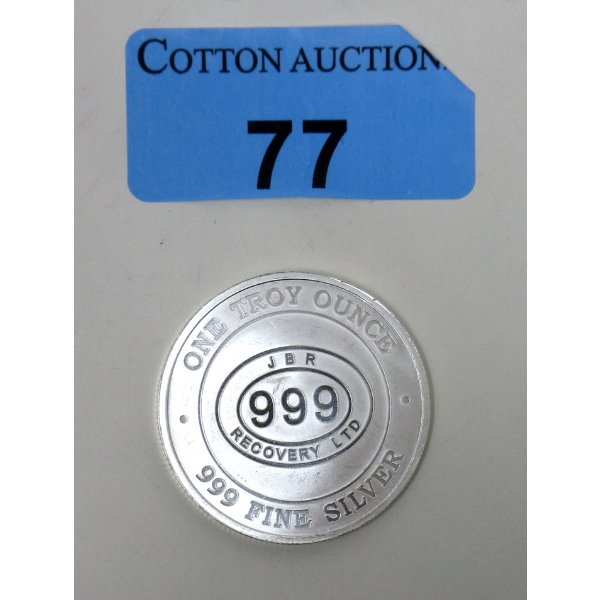 COTTON AUCTION
77
ONE TROY OUNCE
JBR
999
RECOVERY LTD
999 FINE SILVER